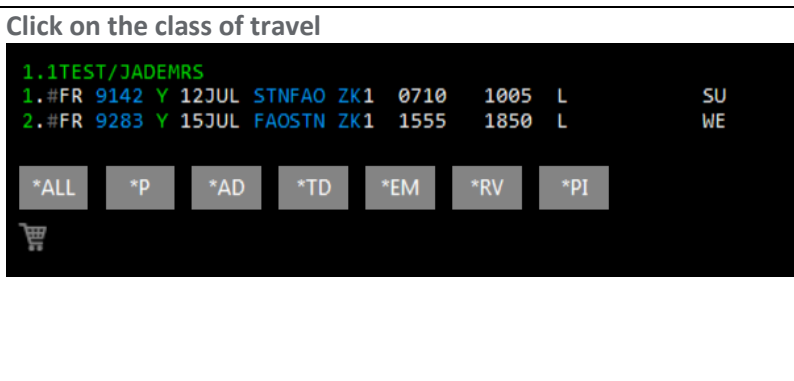 Click on the class of travel
1.1TEST/JADEMRS
1.#FR 9142 Y 12JUL STNFAO ZK1 0710 1005 L SU
2.#FR 9283 Y 15JUL FAOSTN ZK1 1555 1850 L WE
*ALL *P *AD *TD *EM *RV *PI